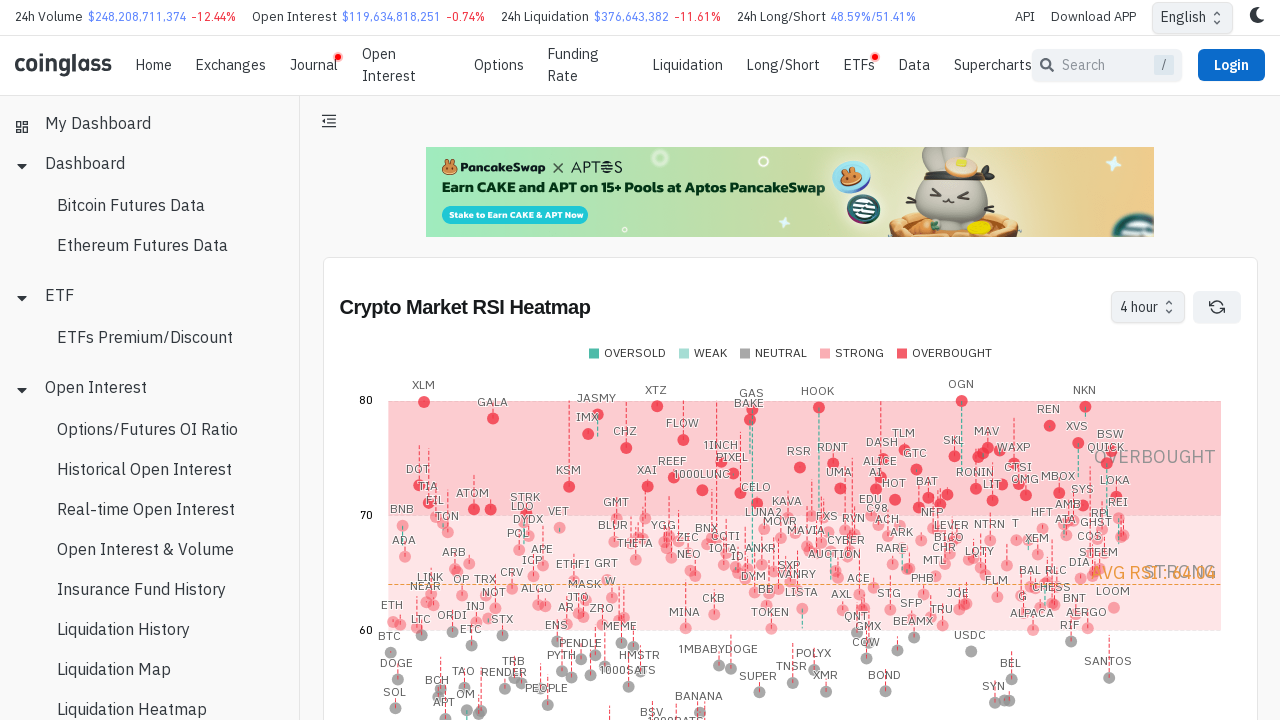 24h Volume $248,208,711,374 -12.44% Open Interest $119,634,818,251 -0.74% 24h Liquidation $376,643,382 -11.61% 24h Long/Short 48.59%/51.41% API Download APP English
coinglass Home Exchanges Journal Open Interest Options Funding Rate Liquidation Long/Short ETFs Data Supercharts Search / Login
My Dashboard
Dashboard
Bitcoin Futures Data
Ethereum Futures Data
ETF
ETFs Premium/Discount
Open Interest
Options/Futures OI Ratio
Historical Open Interest
Real-time Open Interest
Open Interest & Volume
Insurance Fund History
Liquidation History
Liquidation Map
Liquidation Heatmap
PancakeSwap × APTOS
Earn CAKE and APT on 15+ Pools at Aptos PancakeSwap
Stake to Earn CAKE & APT Now
Crypto Market RSI Heatmap
4 hour
OVERSOLD WEAK NEUTRAL STRONG OVERBOUGHT
XLM XTZ GAS HOOK OGN NKN
80
GALA JASMY BAKE
IMX CHZ FLOW REN XVS
1INCH RSR RDNT DASH TLM SKL MAV WAXP BSW QUICK
OVERBOUGHT
DOT KSM XAI REEF 1000LUNC PIXEL UMA ALICE AI HOT GTC BAT RONIN LIT CTSI OMG MBOX LOKA
TIA FIL ATOM STRK GMT CELO KAVA EDU SYS REI
70
BNB TON LDO DYDX VET BLUR YGG BNX LUNA2 MOVR FXS RVN C98 ACH NFP LEVER NTRN T HFT ATA RPL GHST
ADA POL THETA ZEC COTI MAVIA CYBER ARK BICO XEM COS
ARB APE ICP NEO IOTA ID ANKR AUCTION RARE CHR LQTY STEEM
LINK OP TRX CRV ETHFI GRT DYM SXP VANRY MTL BAL RLC DIA
STRONG
AVG RSI: 64.04
NEAR NOT ALGO MASK W BB LISTA ACE PHB FLM CHESS
ETH INJ AR JTO ZRO MINA CKB TOKEN AXL STG SFP TRU JOE G ALPACA BNT AERGO LOOM
LTC ORDI ETC STX ENS MEME QNT GMX BEAMX RIF
60
BTC PENDLE 1MBABYDOGE COW USDC
DOGE TAO TRB PYTH HMSTR POLYX BEL SANTOS
SOL BCH RENDER 1000SATS SUPER TNSR XMR BOND SYN
APT OM PEOPLE BANANA
BSV